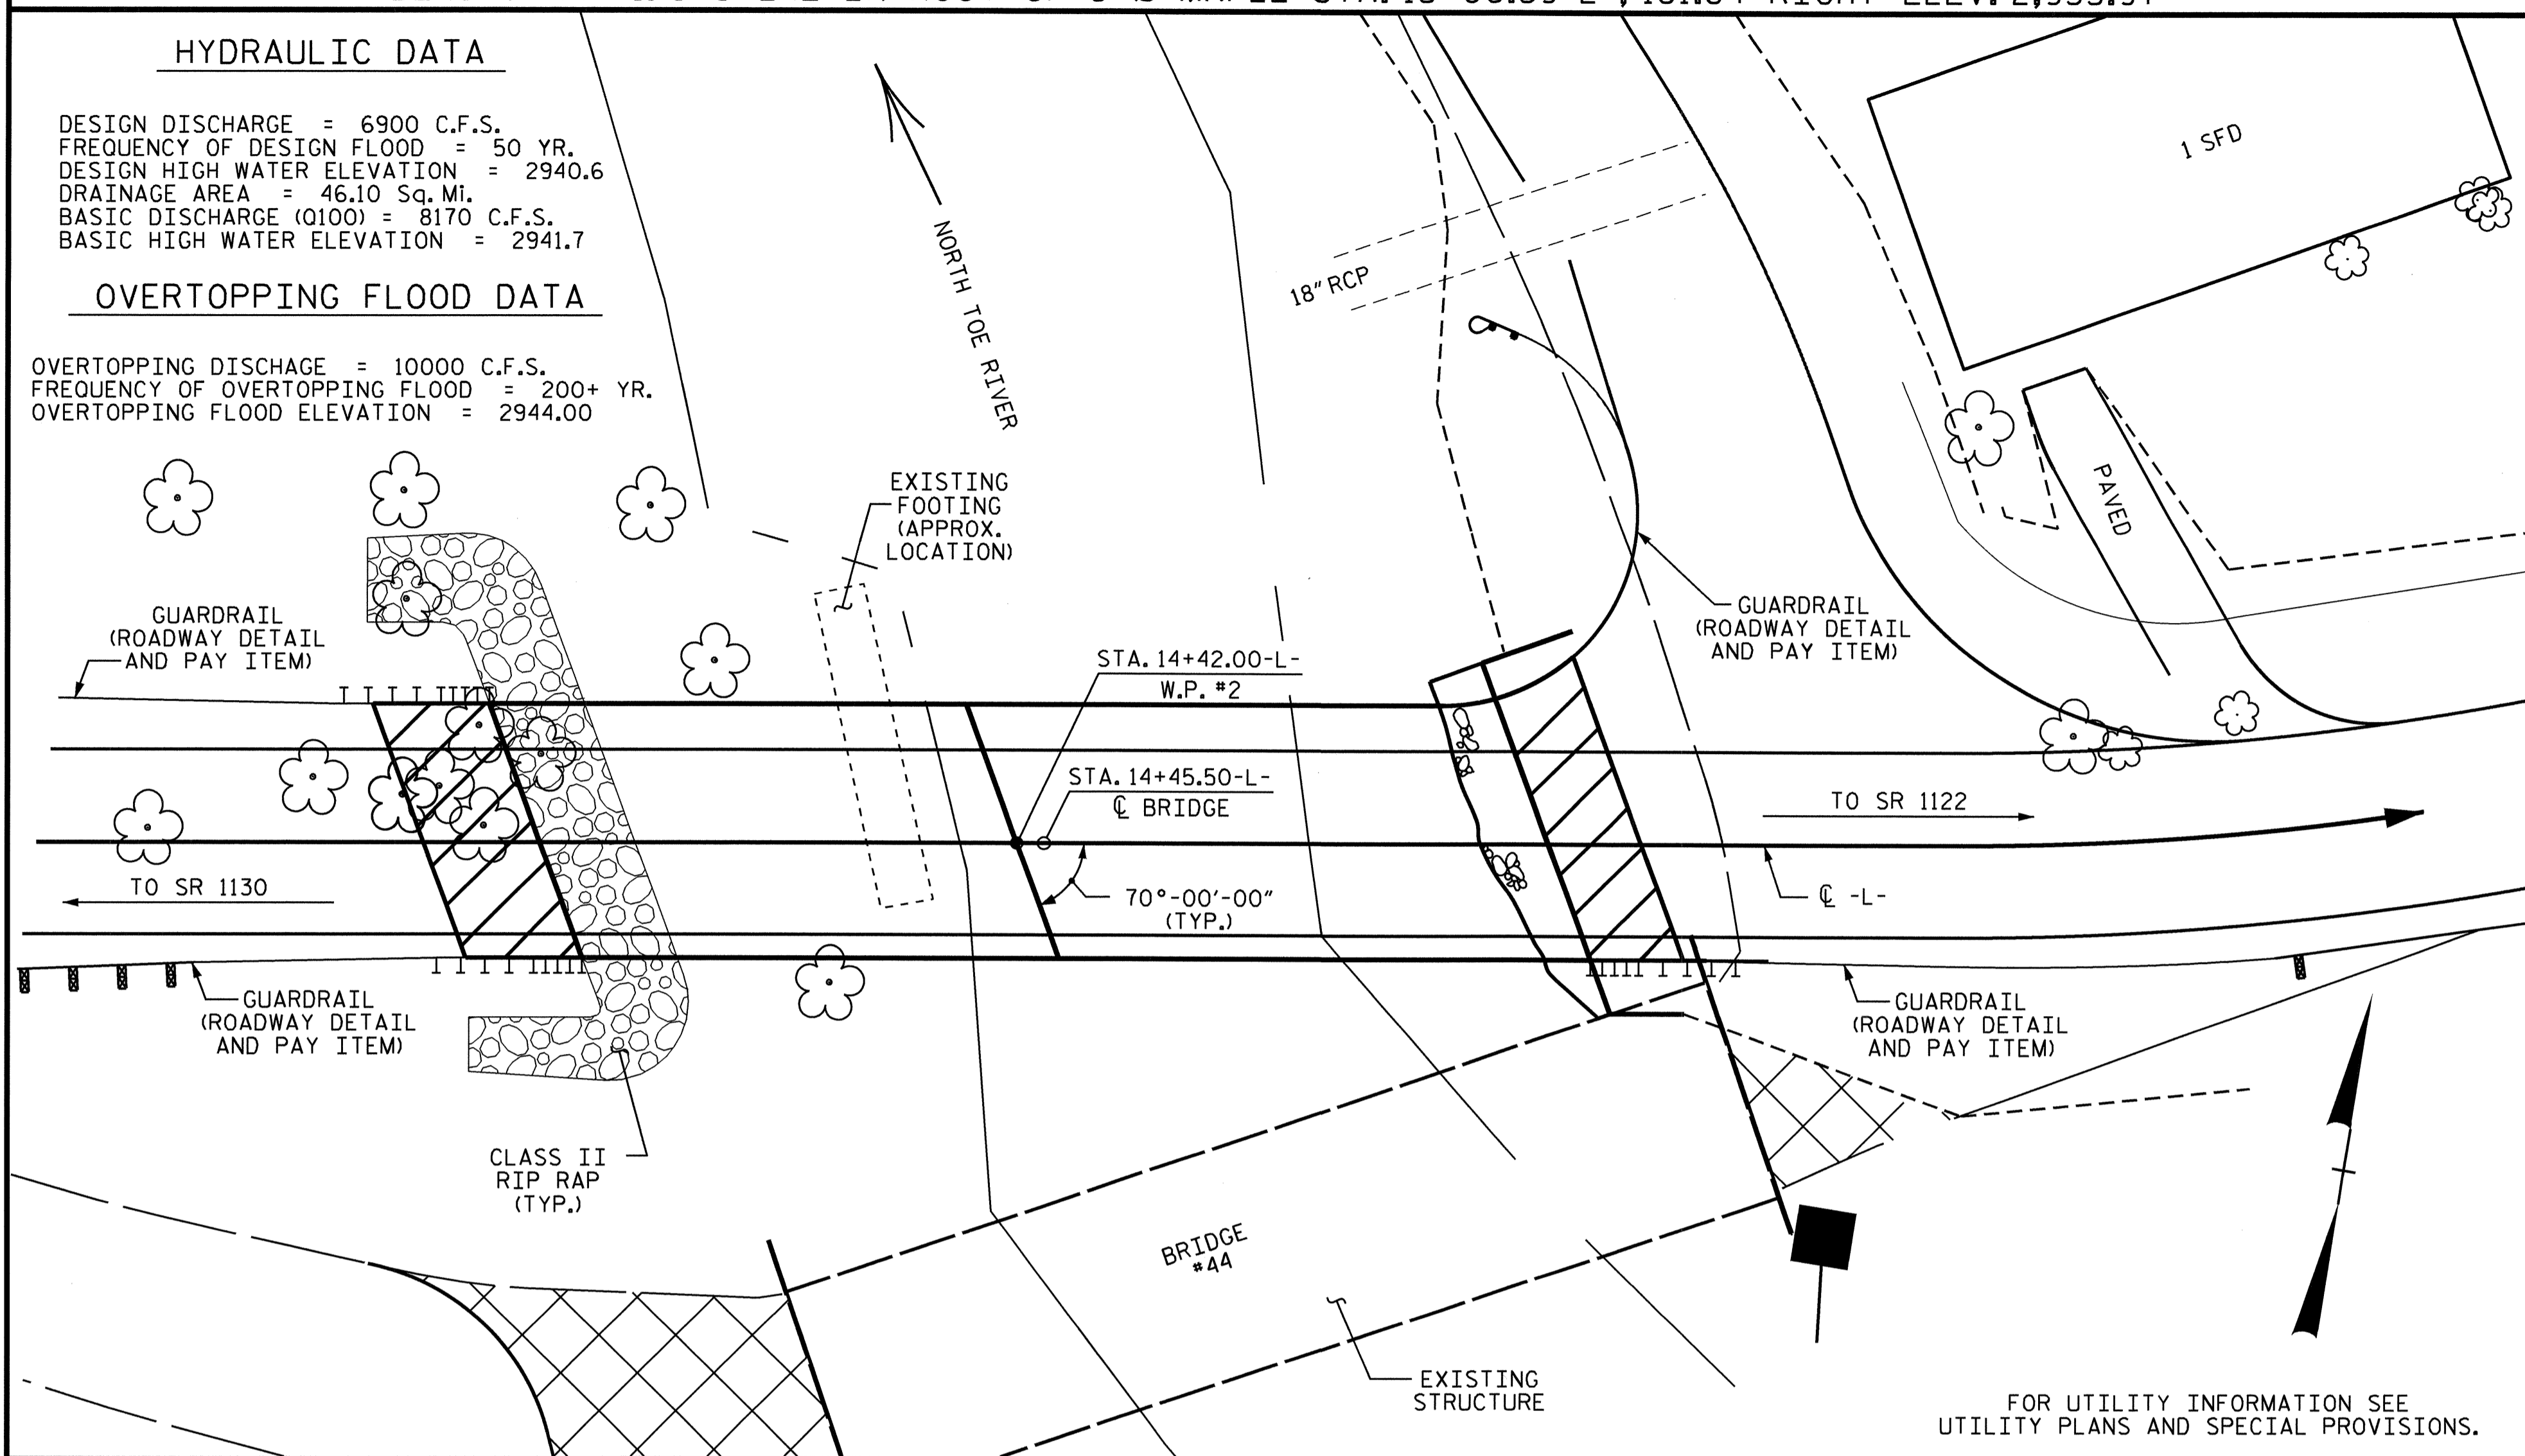 HYDRAULIC DATA
DESIGN DISCHARGE = 6900 C.F.S.
FREQUENCY OF DESIGN FLOOD = 50 YR.
DESIGN HIGH WATER ELEVATION = 2940.6
DRAINAGE AREA = 46.10 Sq. Mi.
BASIC DISCHARGE (Q100) = 8170 C.F.S.
BASIC HIGH WATER ELEVATION = 2941.7
OVERTOPPING FLOOD DATA
OVERTOPPING DISCHAGE = 10000 C.F.S.
FREQUENCY OF OVERTOPPING FLOOD = 200+ YR.
OVERTOPPING FLOOD ELEVATION = 2944.00
NORTH TOE RIVER
18" RCP
1 SFD
PAVED
EXISTING
FOOTING
(APPROX.
LOCATION)
GUARDRAIL
(ROADWAY DETAIL
AND PAY ITEM)
GUARDRAIL
(ROADWAY DETAIL
AND PAY ITEM)
STA. 14+42.00-L-
W.P. #2
STA. 14+45.50-L-
℄ BRIDGE
TO SR 1122
TO SR 1130
70°-00'-00"
(TYP.)
℄ -L-
GUARDRAIL
(ROADWAY DETAIL
AND PAY ITEM)
GUARDRAIL
(ROADWAY DETAIL
AND PAY ITEM)
CLASS II
RIP RAP
(TYP.)
BRIDGE
#44
EXISTING
STRUCTURE
FOR UTILITY INFORMATION SEE
UTILITY PLANS AND SPECIAL PROVISIONS.